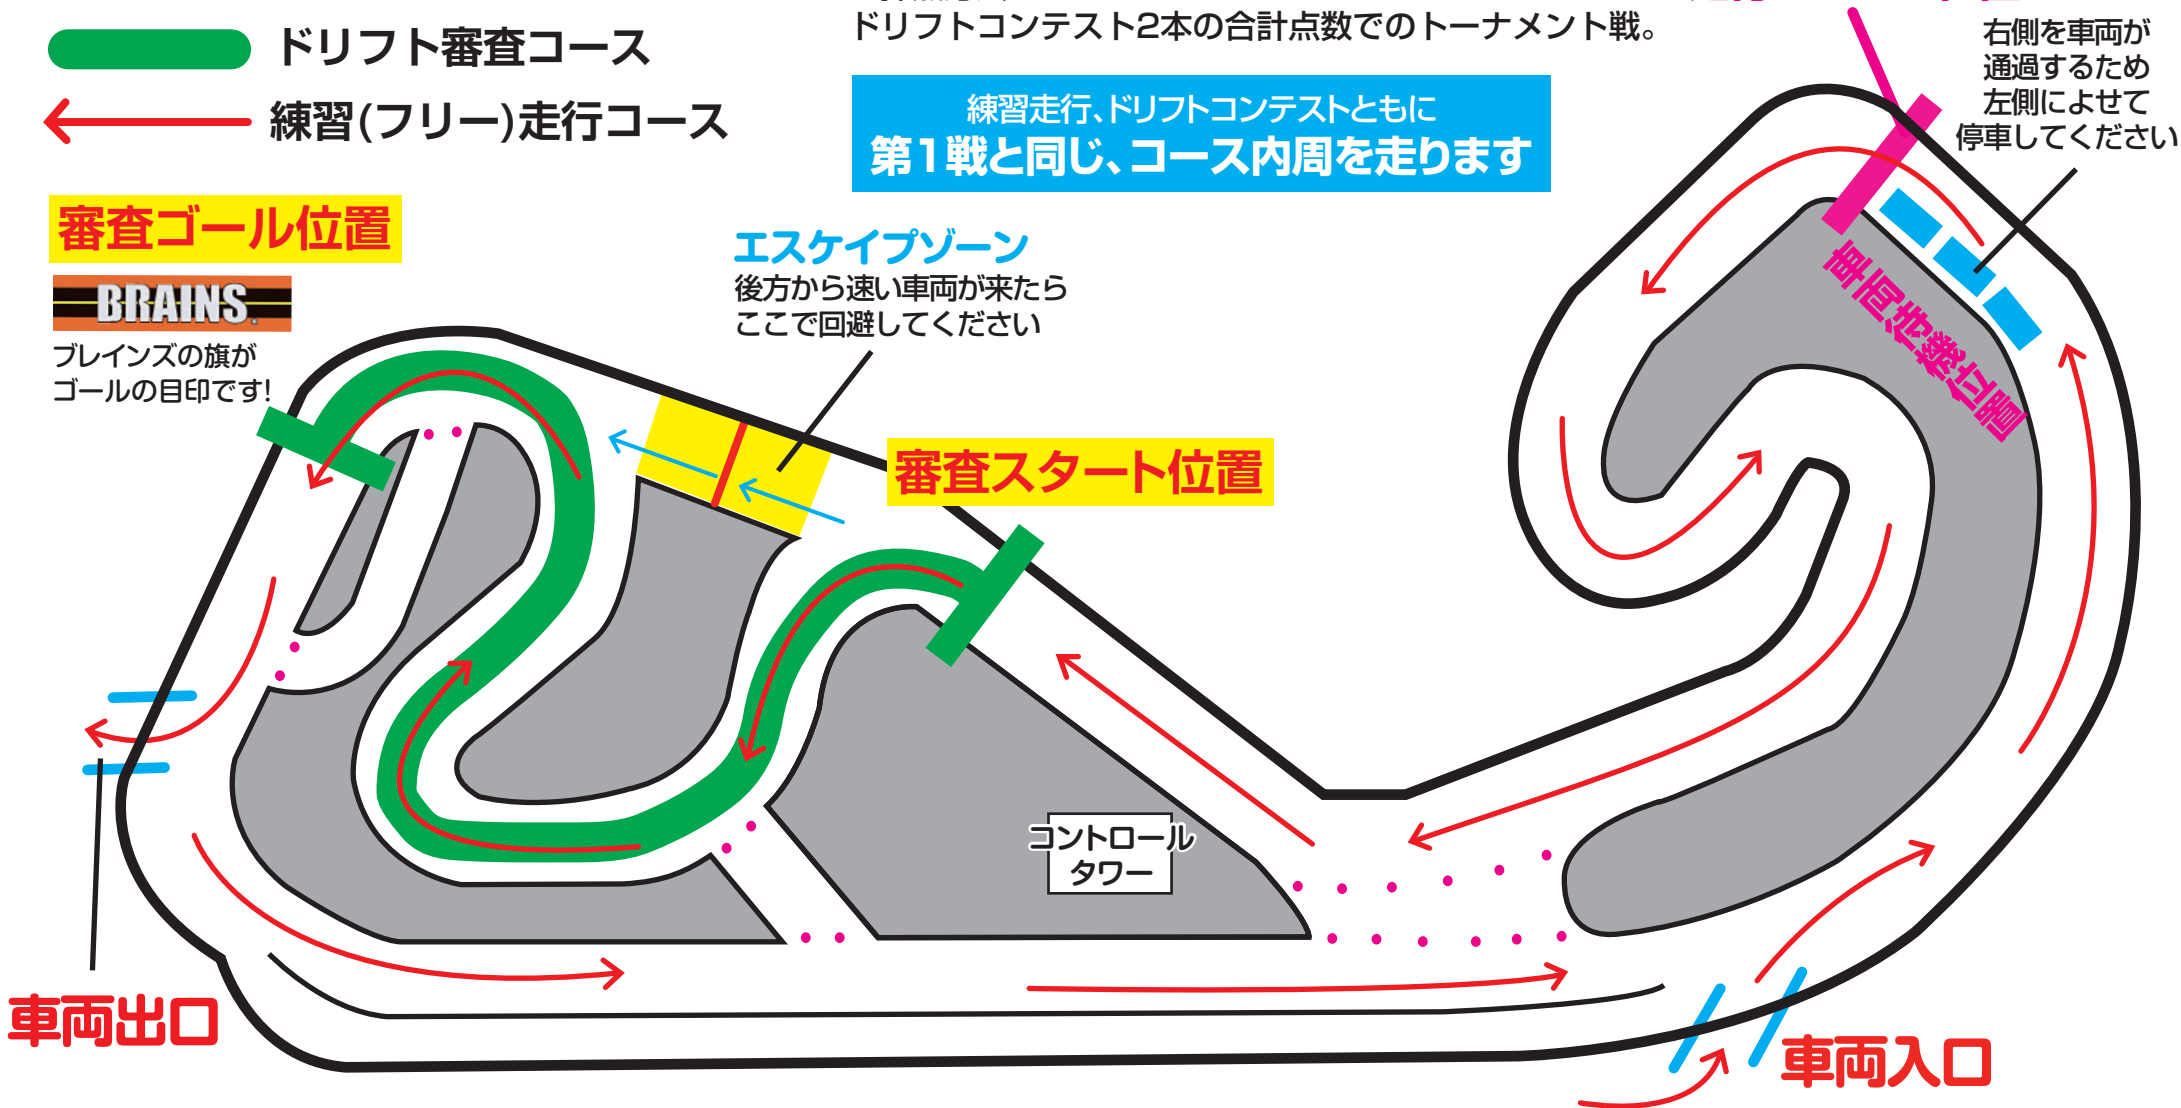 ドリフト審査コース
練習(フリー)走行コース
ドリフトコンテスト2本の合計点数でのトーナメント戦。
練習走行、ドリフトコンテストともに
第1戦と同じ、コース内周を走ります
右側を車両が
通過するため
左側によせて
停車してください
審査ゴール位置
BRAINS
ブレインズの旗が
ゴールの目印です!
エスケイプゾーン
後方から速い車両が来たら
ここで回避してください
車両待機位置
審査スタート位置
コントロール
タワー
車両出口
車両入口